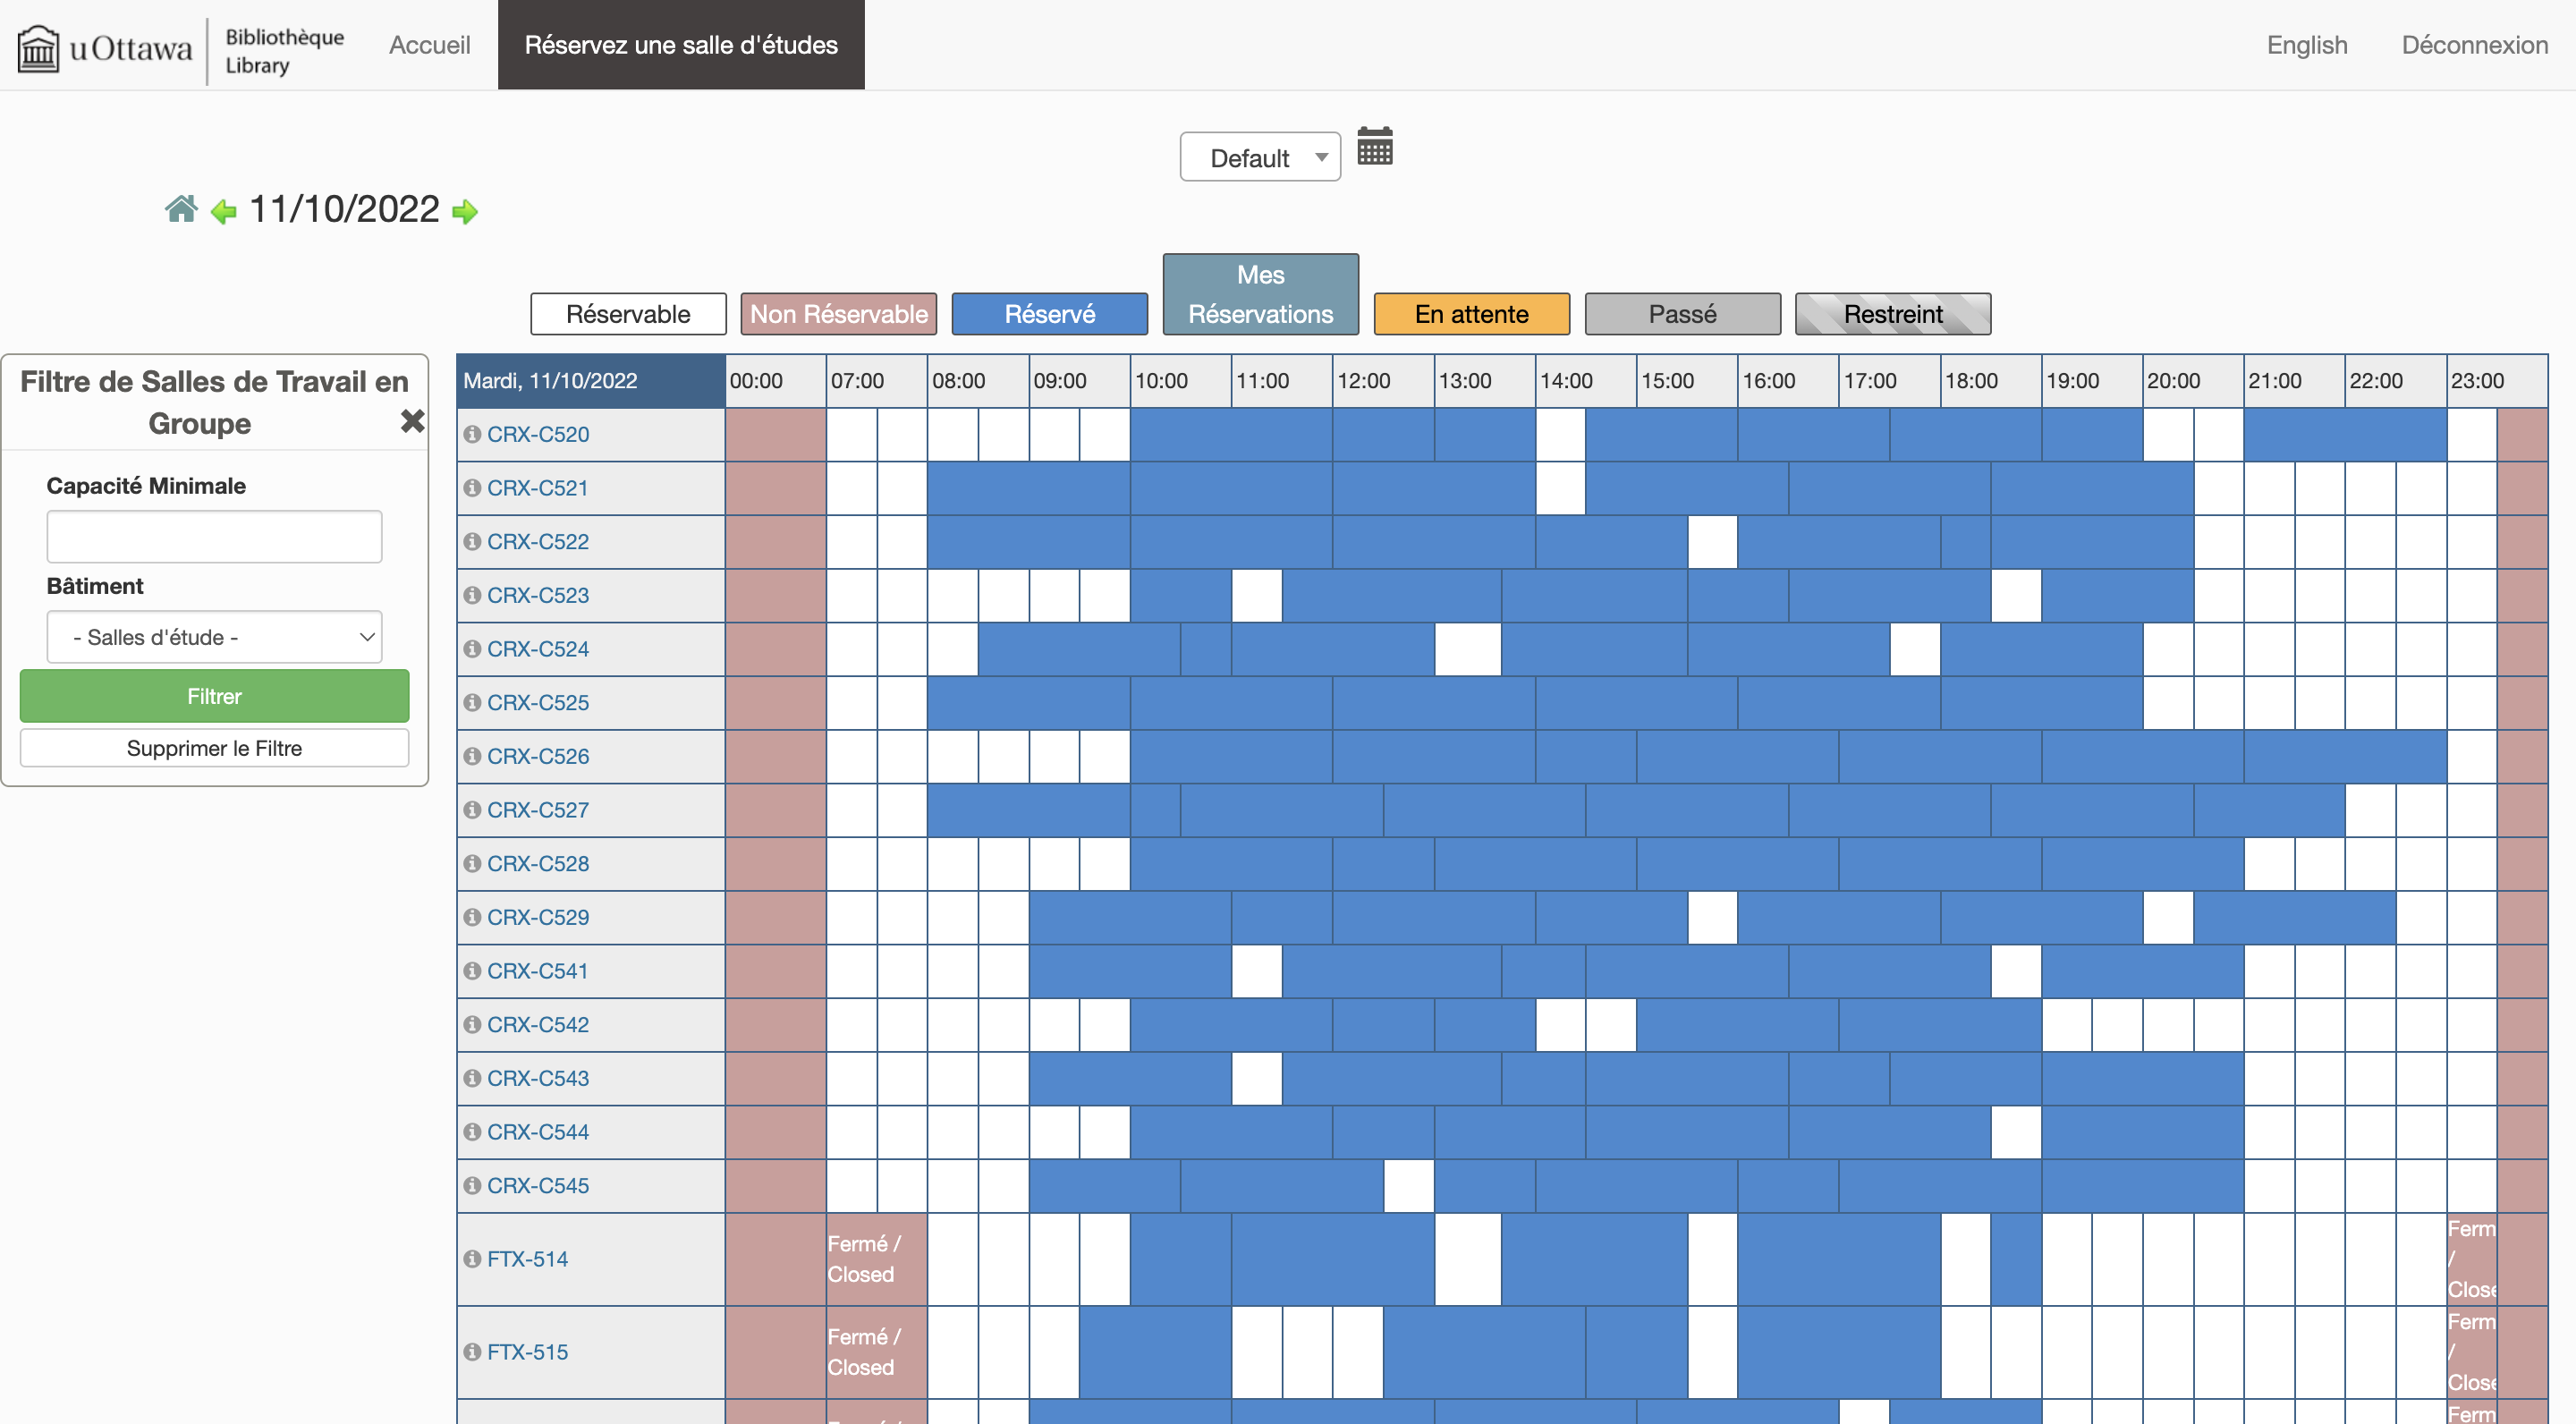 uOttawa
Bibliothèque
Library
Accueil
Réservez une salle d'études
English
Déconnexion
Default
11/10/2022
Réservable
Non Réservable
Réservé
Mes
Réservations
En attente
Passé
Restreint
Filtre de Salles de Travail en
Groupe
Capacité Minimale
Bâtiment
- Salles d'étude -
Filtrer
Supprimer le Filtre
Mardi, 11/10/2022 00:00 07:00 08:00 09:00 10:00 11:00 12:00 13:00 14:00 15:00 16:00 17:00 18:00 19:00 20:00 21:00 22:00 23:00
CRX-C520
CRX-C521
CRX-C522
CRX-C523
CRX-C524
CRX-C525
CRX-C526
CRX-C527
CRX-C528
CRX-C529
CRX-C541
CRX-C542
CRX-C543
CRX-C544
CRX-C545
FTX-514
Fermé /
Closed
Ferm
/
Close
FTX-515
Fermé /
Closed
Ferm
/
Close
Ferm